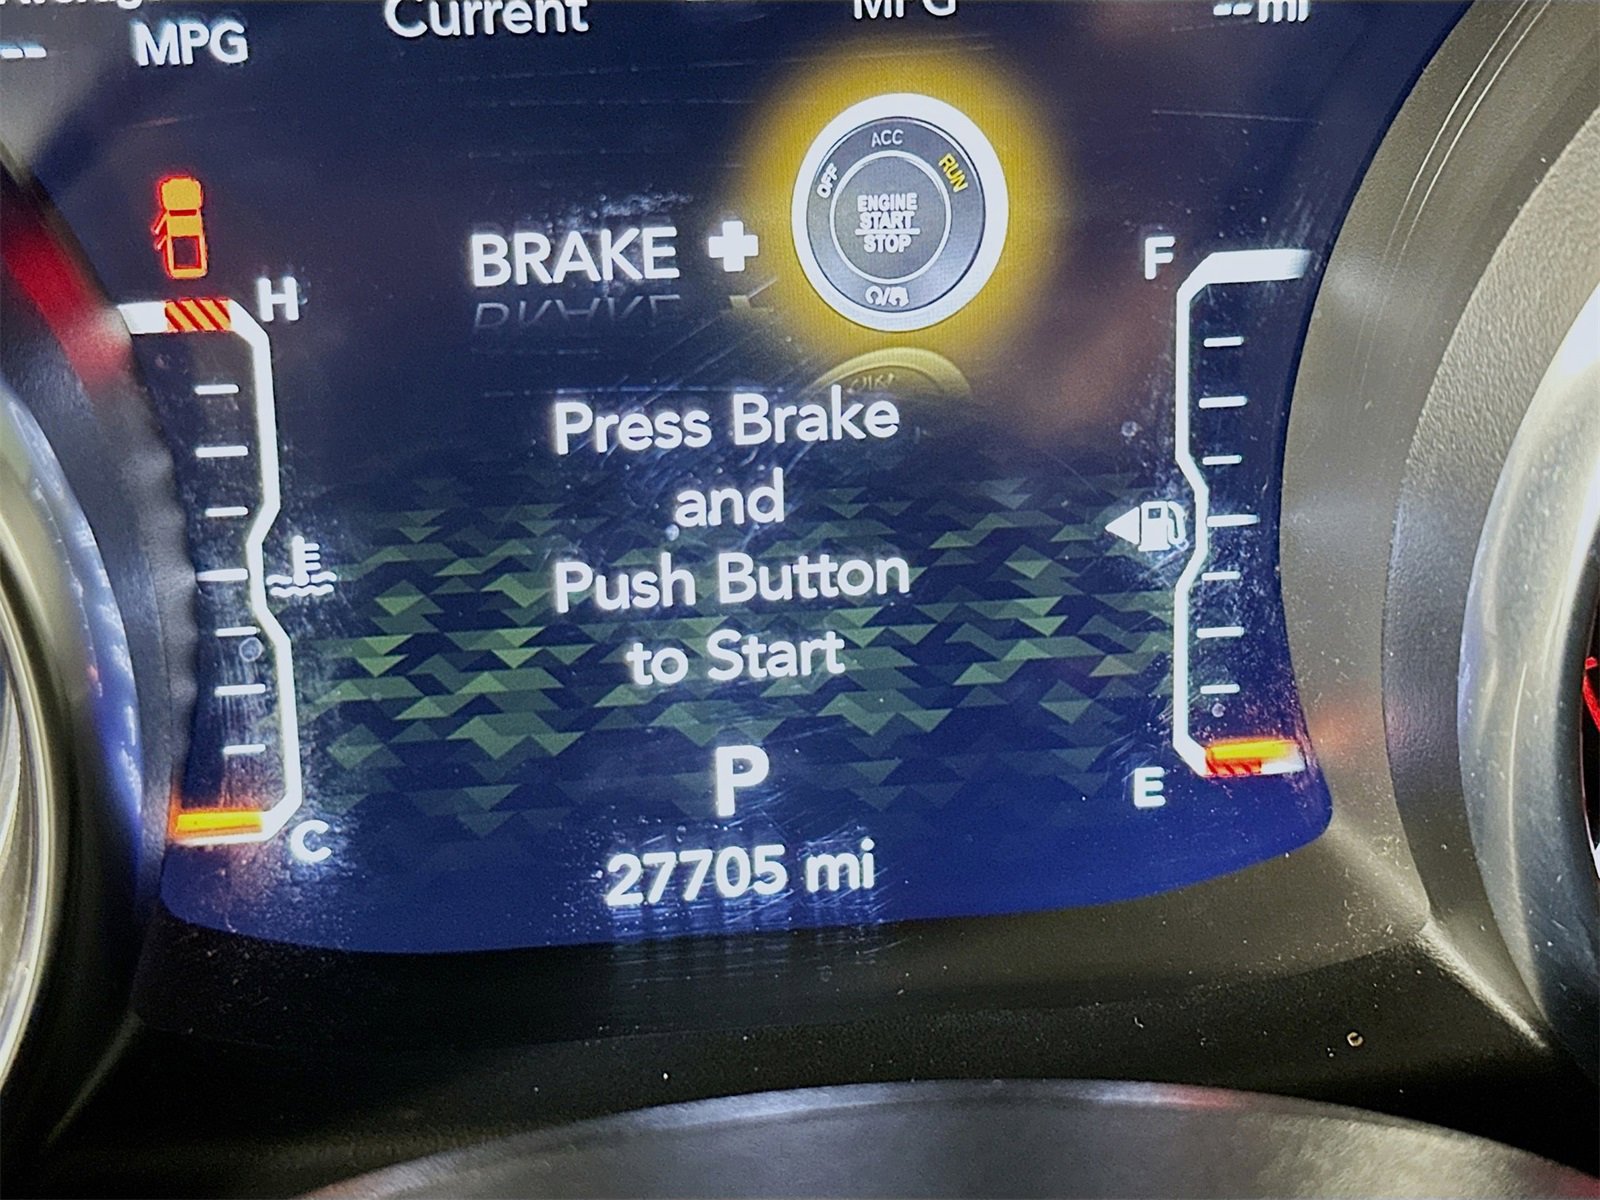 Current
MPG
MPG
--
-- mi
ACC
OFF
RUN
ENGINE
START
STOP
BRAKE +
H
F
Press Brake
and
Push Button
to Start
P
E
C
27705 mi